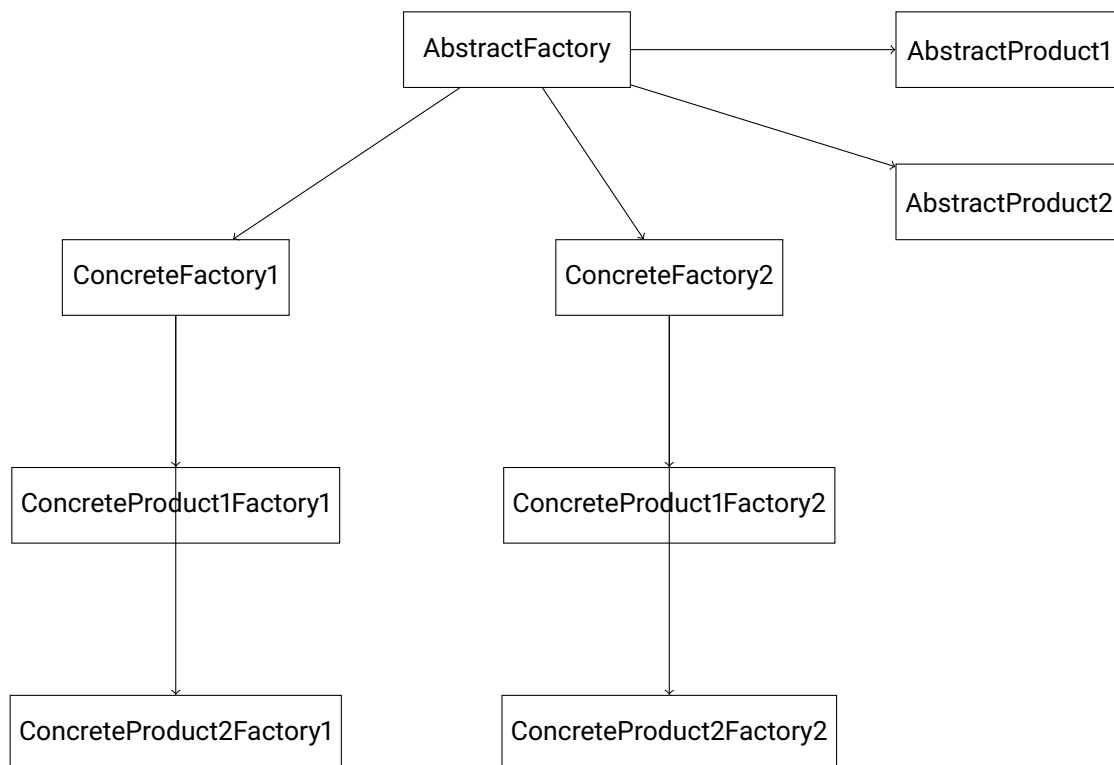 AbstractFactory
AbstractProduct1
AbstractProduct2
ConcreteFactory1
ConcreteFactory2
ConcreteProduct1Factory1
ConcreteProduct1Factory2
ConcreteProduct2Factory1
ConcreteProduct2Factory2